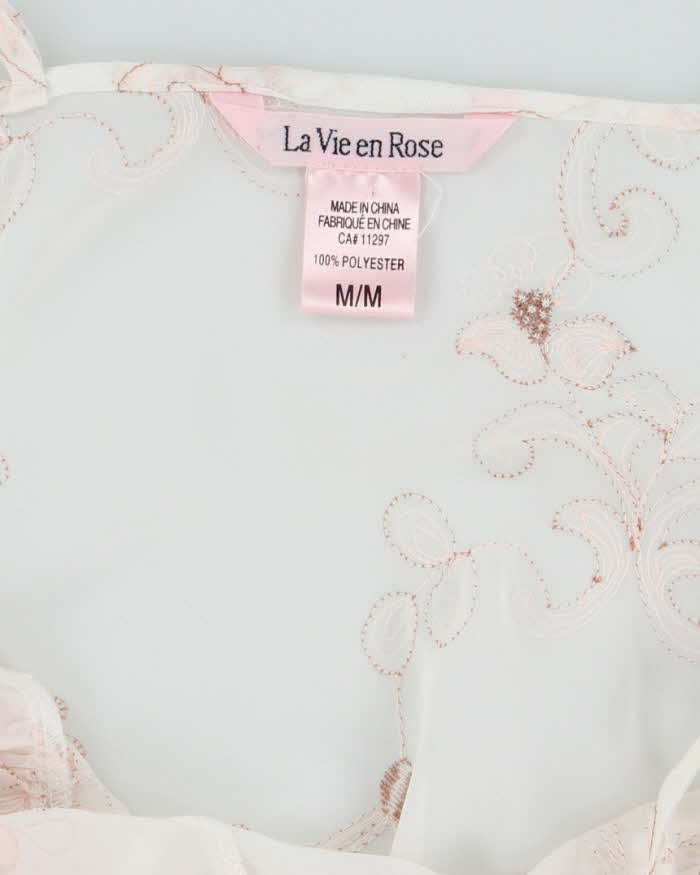 La Vie en Rose
MADE IN CHINA
FABRIQUÉ EN CHINE
CA# 11297
100% POLYESTER
M/M